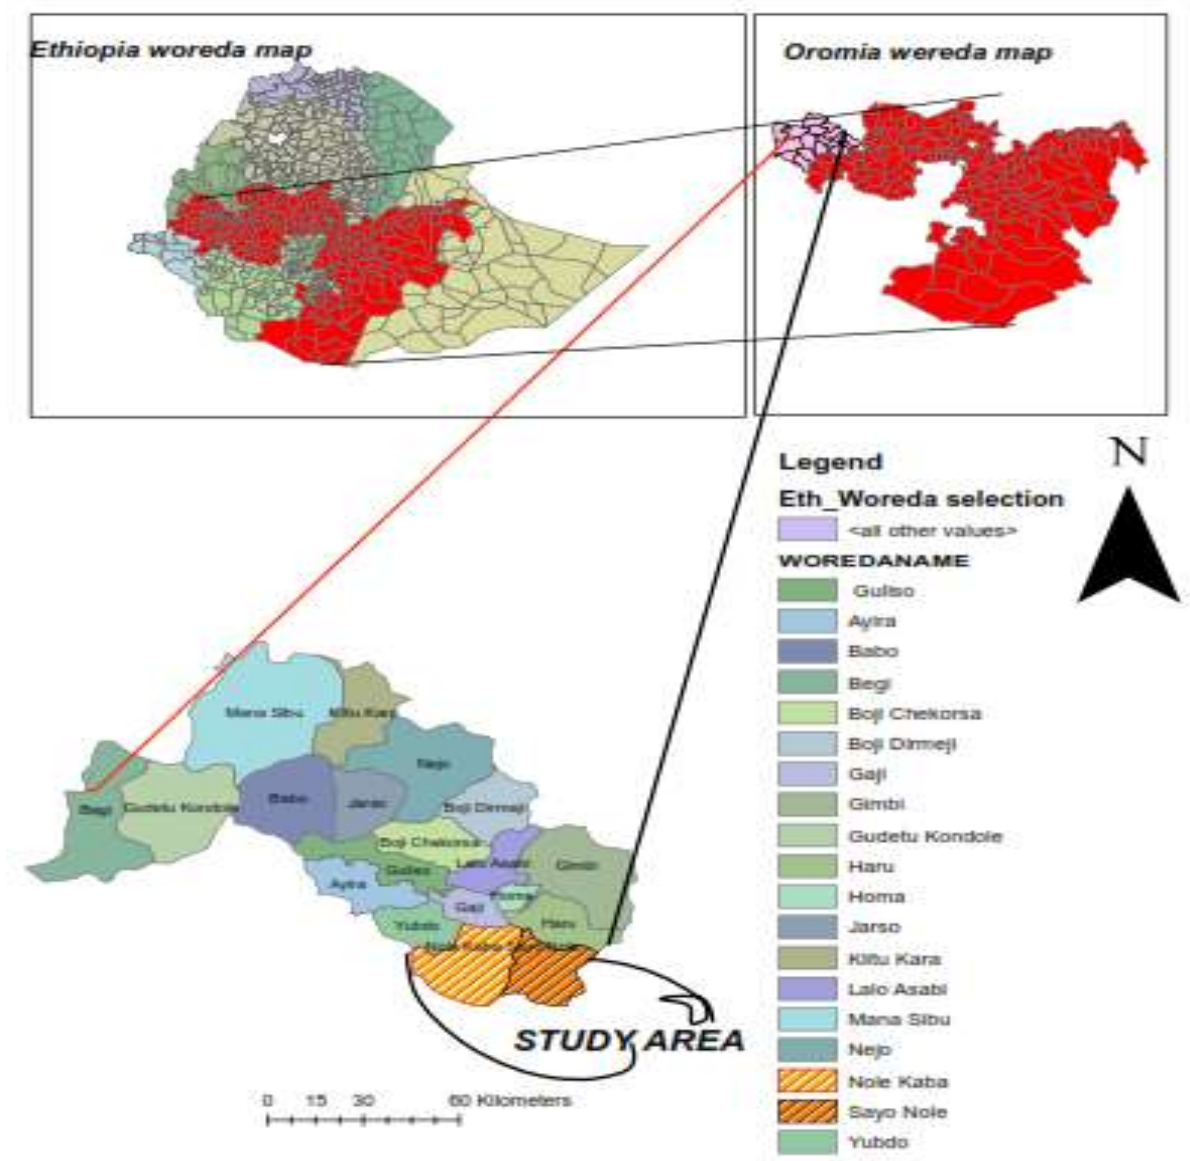 Ethiopia woreda map
Oromia wereda map
N
Legend
Eth_Woreda selection
<all other values>
WOREDANAME
Guliso
Ayira
Babo
Begi
Boji Chekorsa
Boji Dirmeji
Gaji
Gimbi
Gudetu Kondole
Haru
Homa
Jarso
Kiltu Kara
Lalo Asabi
Mana Sibu
Nejo
Nole Kaba
Sayo Nole
Yubdo
Mana Sibu
Kiltu Kara
Nejo
Begi
Gudetu Kondole
Babo
Jarso
Boji Dirmeji
Boji Chekorsa
Lalo Asabi
Gimbi
Guliso
Ayira
Homa
Gaji
Yubdo
Haru
Nole Kaba
STUDY AREA
0 15 30 60 Kilometers